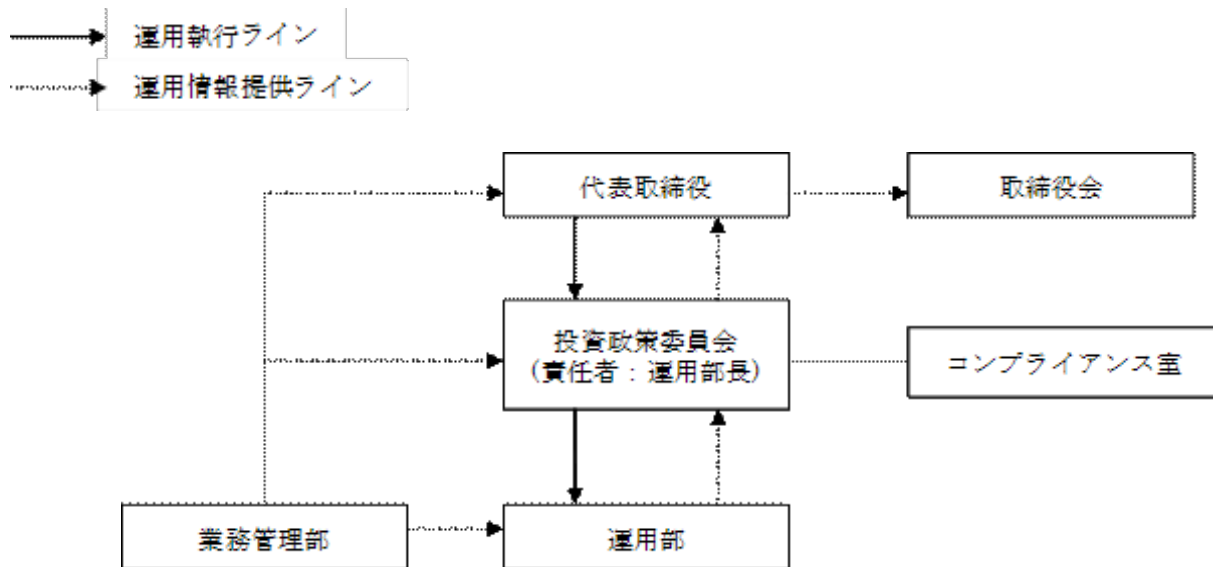 運用執行ライン
運用情報提供ライン
代表取締役
取締役会
投資政策委員会
(責任者：運用部長)
コンプライアンス室
業務管理部
運用部